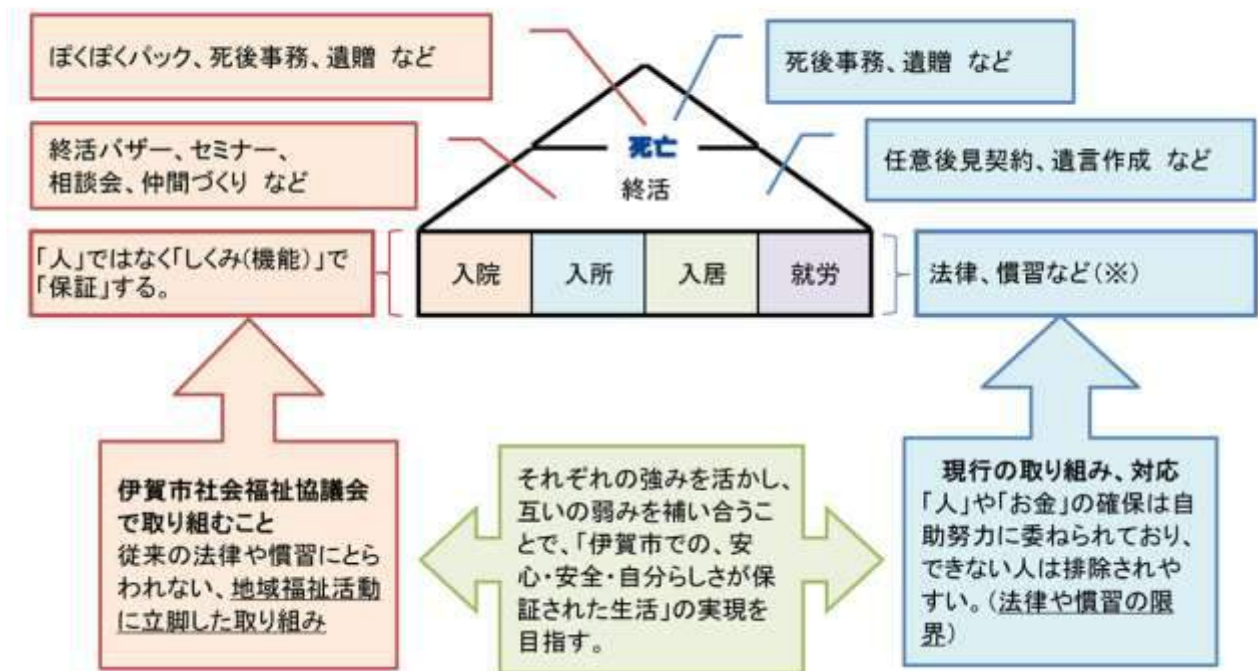 ぽくぽくパック、死後事務、遺贈 など
死後事務、遺贈 など
死亡
終活バザー、セミナー、
相談会、仲間づくり など
終活
任意後見契約、遺言作成 など
「人」ではなく「しくみ(機能)」で
「保証」する。
入院
入所
入居
就労
法律、慣習など(※)
伊賀市社会福祉協議会
で取り組むこと
従来の法律や慣習にとら
われない、地域福祉活動
に立脚した取り組み
それぞれの強みを活かし、
互いの弱みを補い合うこ
とで、「伊賀市での、安
心・安全・自分らしさが保
証された生活」の実現を
目指す。
現行の取り組み、対応
「人」や「お金」の確保は自
助努力に委ねられており、
できない人は排除されや
すい。(法律や慣習の限
界)